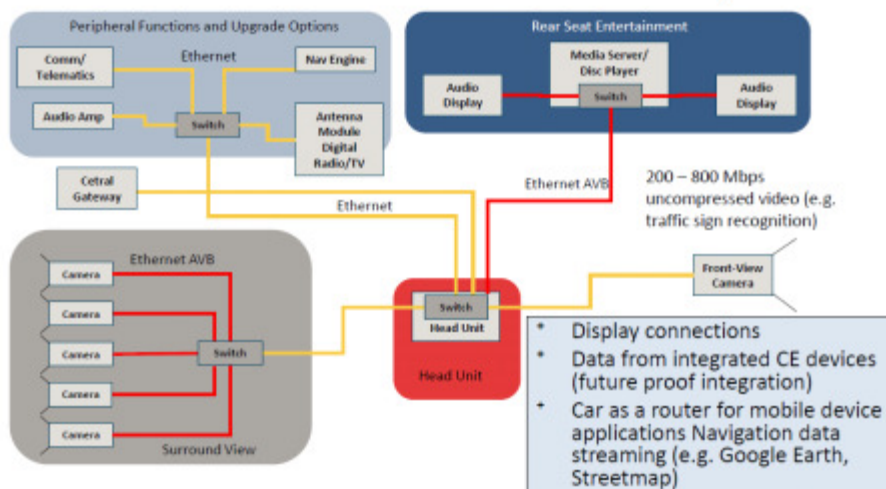 Peripheral Functions and Upgrade Options
Ethernet
Comm/
Telematics
Nav Engine
Audio Amp
Switch
Antenna
Module
Digital
Radio/TV
Rear Seat Entertainment
Media Server/
Disc Player
Audio
Display
Switch
Audio
Display
Cetral
Gateway
Ethernet
Ethernet AVB
200 – 800 Mbps
uncompressed video (e.g.
traffic sign recognition)
Ethernet AVB
Camera
Camera
Camera
Camera
Camera
Switch
Surround View
Switch
Head Unit
Head Unit
Front-View
Camera
* Display connections
* Data from integrated CE devices
(future proof integration)
* Car as a router for mobile device
applications Navigation data
streaming (e.g. Google Earth,
Streetmap)